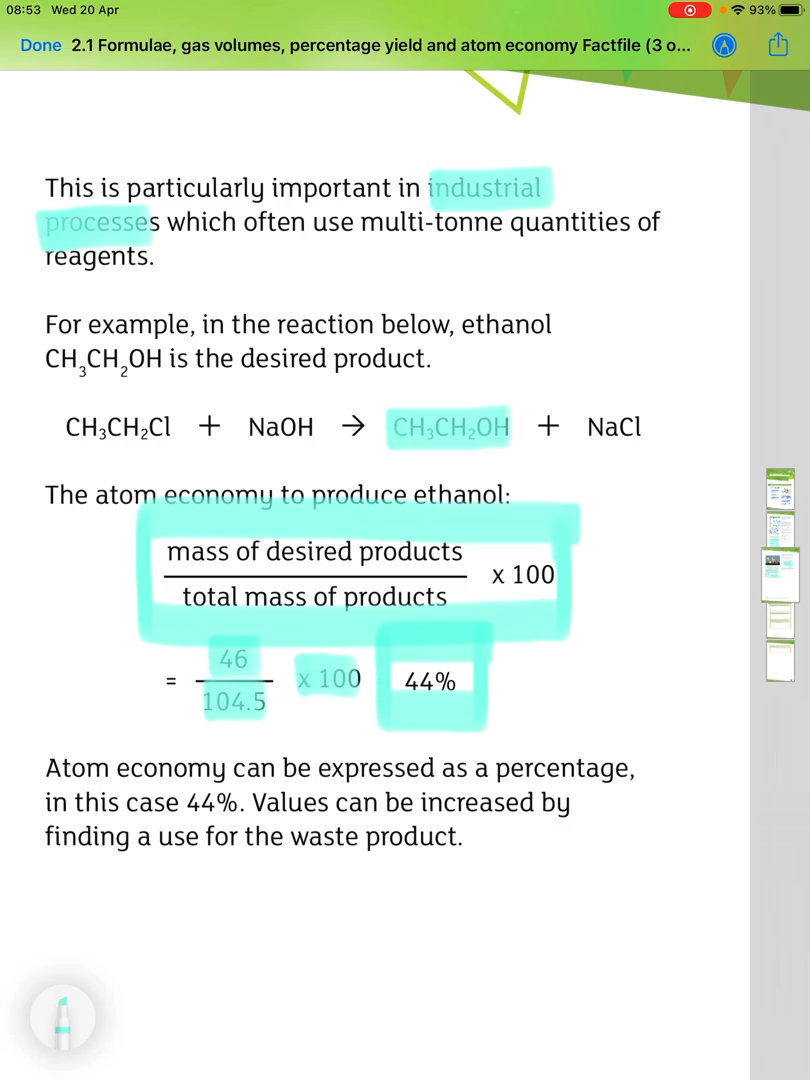 08:53 Wed 20 Apr 93%
Done 2.1 Formulae, gas volumes, percentage yield and atom economy Factfile (3 o...
This is particularly important in industrial
processes which often use multi-tonne quantities of
reagents.
For example, in the reaction below, ethanol
CH₃CH₂OH is the desired product.
CH₃CH₂Cl + NaOH → CH₃CH₂OH + NaCl
The atom economy to produce ethanol:
mass of desired products
x 100
total mass of products
46
= x 100 44%
104.5
Atom economy can be expressed as a percentage,
in this case 44%. Values can be increased by
finding a use for the waste product.